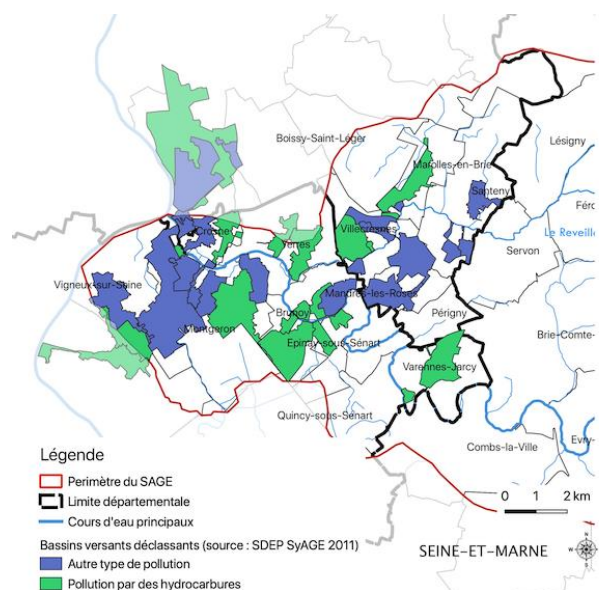 Boissy-Saint-Léger
Lésigny
Marolles-en-Brie
Santeny
Crosne
Villecresnes
Yerres
Le Reveillon
Servon
Vigneux-sur-Seine
Mandres-les-Roses
Brunoy
Périgny
Montgeron
Epinay-sous-Sénart
Brie-Comte-
Varennes-Jarcy
Quincy-sous-Sénart
Combs-la-Ville
Evry-
Légende
Perimètre du SAGE
Limite départementale
Cours d'eau principaux
0 1 2 km
Bassins versants déclassants (source : SDEP SyAGE 2011)
SEINE-ET-MARNE
Autre type de pollution
Pollution par des hydrocarbures